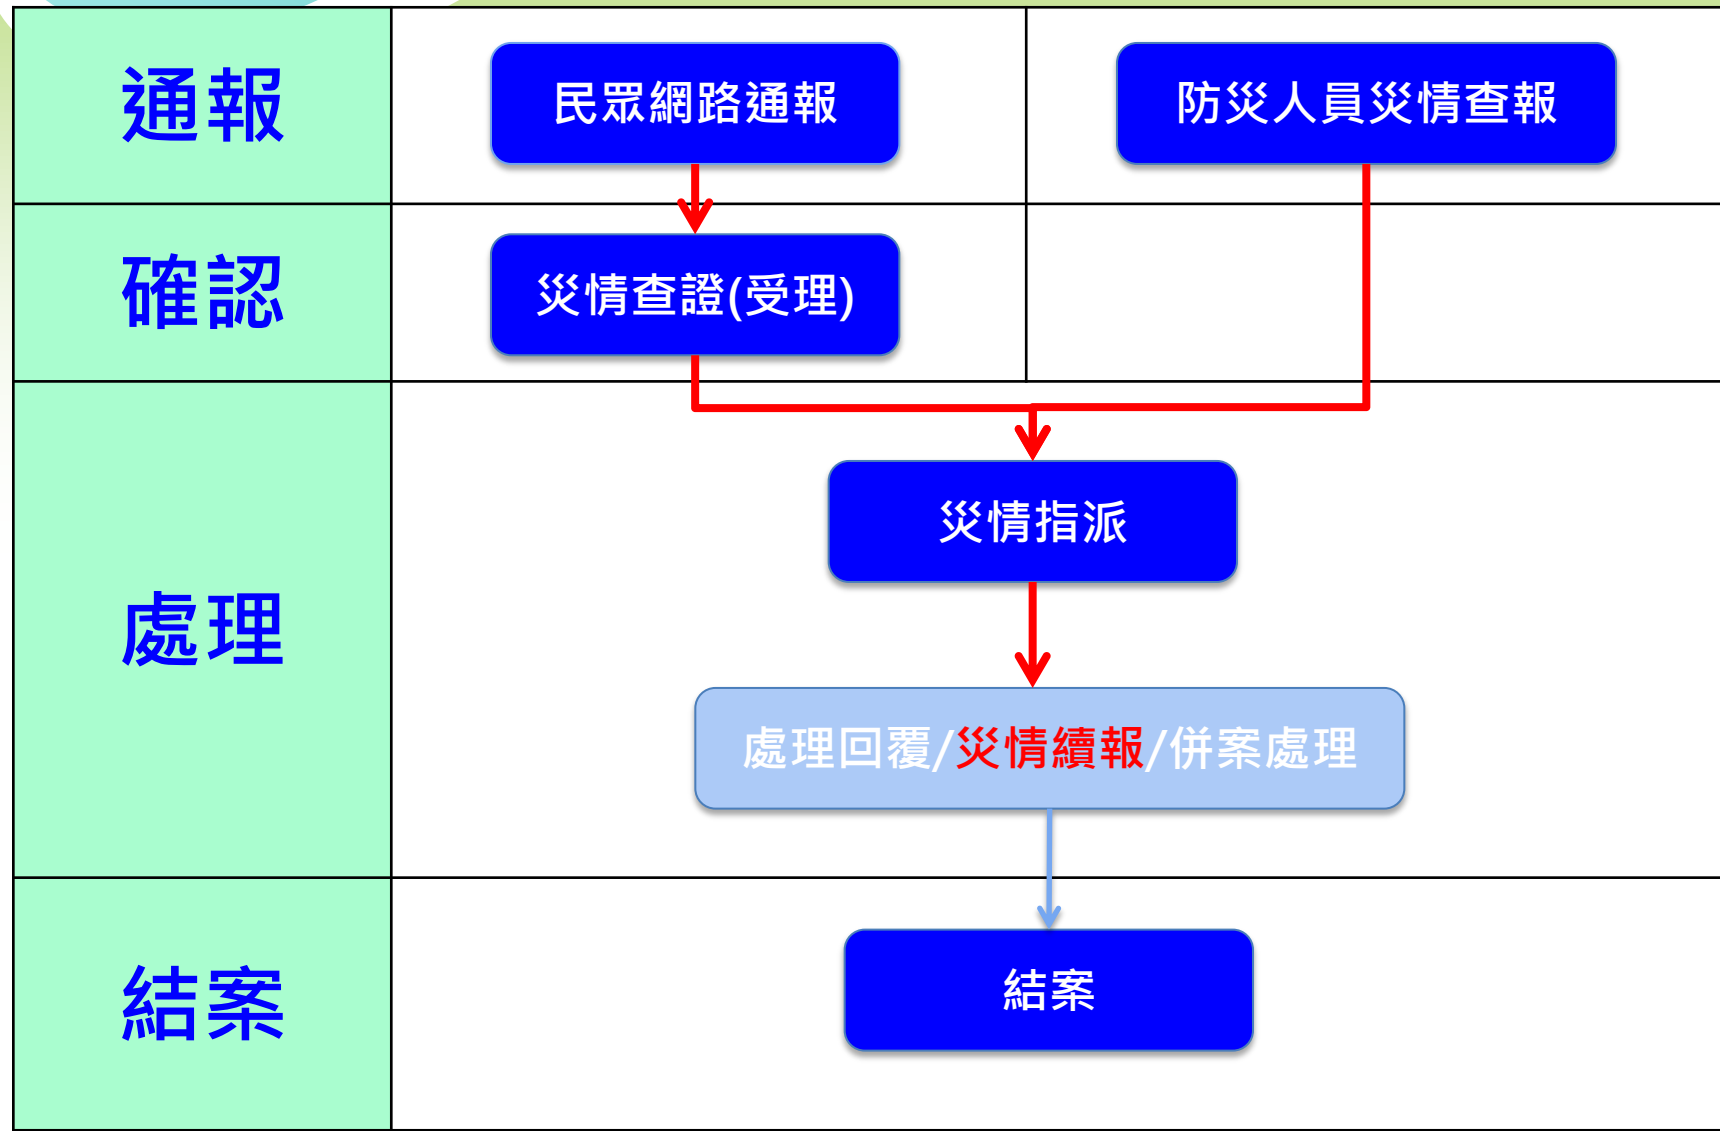 通報
民眾網路通報
防災人員災情查報
確認
災情查證(受理)
處理
災情指派
處理回覆/災情續報/併案處理
結案
結案